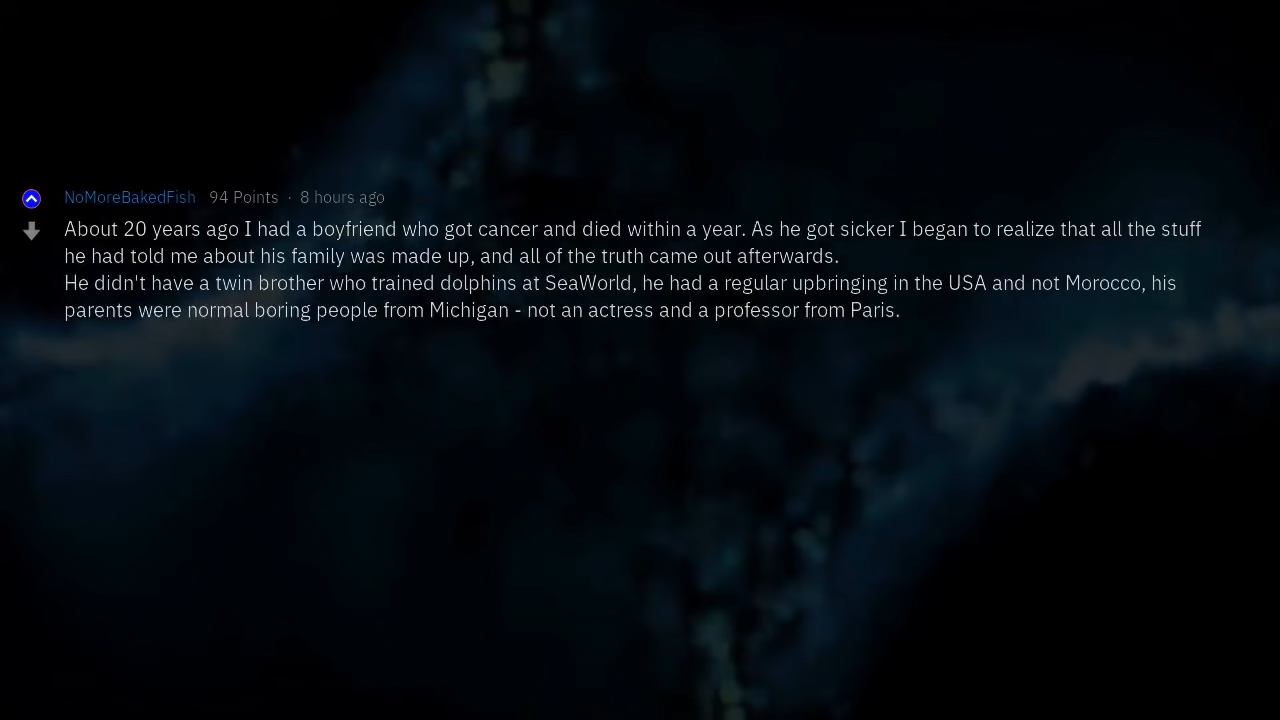 NoMoreBakedFish 94 Points · 8 hours ago
About 20 years ago I had a boyfriend who got cancer and died within a year. As he got sicker I began to realize that all the stuff
he had told me about his family was made up, and all of the truth came out afterwards.
He didn't have a twin brother who trained dolphins at SeaWorld, he had a regular upbringing in the USA and not Morocco, his
parents were normal boring people from Michigan - not an actress and a professor from Paris.